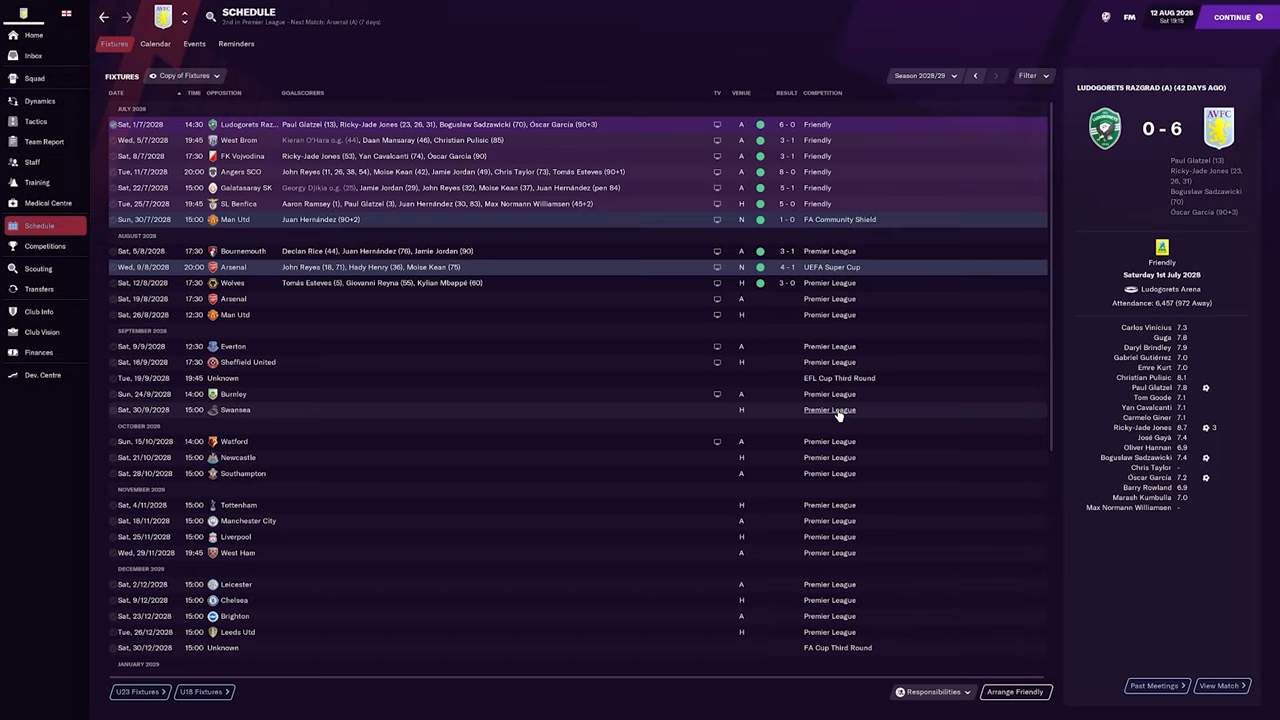 SCHEDULE
2nd in Premier League - Next Match: Arsenal (A) (7 days)
FM
12 AUG 2028
Sat 19:15
CONTINUE
Home
Inbox
Squad
Dynamics
Tactics
Team Report
Staff
Training
Medical Centre
Schedule
Competitions
Scouting
Transfers
Club Info
Club Vision
Finances
Dev. Centre
Fixtures Calendar Events Reminders
FIXTURES Copy of Fixtures Season 2028/29 Filter
DATE TIME OPPOSITION GOALSCORERS TV VENUE RESULT COMPETITION
JULY 2028
Sat, 1/7/2028 14:30 Ludogorets Raz... Paul Glatzel (13), Ricky-Jade Jones (23, 26, 31), Bogusław Sadzawicki (70), Óscar García (90+3) A 6 - 0 Friendly
Wed, 5/7/2028 19:45 West Brom Kieran O'Hara o.g. (44), Daan Mansaray (46), Christian Pulisic (85) A 3 - 1 Friendly
Sat, 8/7/2028 17:30 FK Vojvodina Ricky-Jade Jones (53), Yan Cavalcanti (74), Óscar García (90) A 3 - 1 Friendly
Tue, 11/7/2028 20:00 Angers SCO John Reyes (11, 26, 38, 54), Moise Kean (42), Jamie Jordan (49), Chris Taylor (73), Tomás Esteves (90+1) A 8 - 0 Friendly
Sat, 22/7/2028 17:30 Galatasaray SK Georgy Djikia o.g. (25), Jamie Jordan (29), John Reyes (32), Moise Kean (37), Juan Hernández (pen 84) A 5 - 1 Friendly
Tue, 25/7/2028 19:45 SL Benfica Aaron Ramsey (1), Paul Glatzel (3), Juan Hernández (30, 83), Max Normann Williamsen (45+2) H 5 - 0 Friendly
Sun, 30/7/2028 15:00 Man Utd Juan Hernández (90+2) N 1 - 0 FA Community Shield
AUGUST 2028
Sat, 5/8/2028 17:30 Bournemouth Declan Rice (44), Juan Hernández (76), Jamie Jordan (90) A 3 - 1 Premier League
Wed, 9/8/2028 20:00 Arsenal John Reyes (18, 71), Hady Henry (36), Moise Kean (75) N 4 - 1 UEFA Super Cup
Sat, 12/8/2028 17:30 Wolves Tomás Esteves (5), Giovanni Reyna (55), Kylian Mbappé (60) H 3 - 0 Premier League
Sat, 19/8/2028 17:30 Arsenal A Premier League
Sat, 26/8/2028 12:30 Man Utd H Premier League
SEPTEMBER 2028
Sat, 9/9/2028 12:30 Everton A Premier League
Sat, 16/9/2028 17:30 Sheffield United H Premier League
Tue, 19/9/2028 19:45 Unknown EFL Cup Third Round
Sun, 24/9/2028 14:00 Burnley A Premier League
Sat, 30/9/2028 15:00 Swansea H Premier League
OCTOBER 2028
Sun, 15/10/2028 14:00 Watford A Premier League
Sat, 21/10/2028 15:00 Newcastle H Premier League
Sat, 28/10/2028 15:00 Southampton A Premier League
NOVEMBER 2028
Sat, 4/11/2028 15:00 Tottenham H Premier League
Sat, 18/11/2028 15:00 Manchester City A Premier League
Sat, 25/11/2028 15:00 Liverpool H Premier League
Wed, 29/11/2028 19:45 West Ham A Premier League
DECEMBER 2028
Sat, 2/12/2028 15:00 Leicester A Premier League
Sat, 9/12/2028 15:00 Chelsea H Premier League
Sat, 23/12/2028 15:00 Brighton A Premier League
Tue, 26/12/2028 15:00 Leeds Utd H Premier League
Sat, 30/12/2028 15:00 Unknown FA Cup Third Round
JANUARY 2029
U23 Fixtures > U18 Fixtures > Responsibilities Arrange Friendly
LUDOGORETS RAZGRAD (A) (42 DAYS AGO)
0 - 6
AVFC
Paul Glatzel (13)
Ricky-Jade Jones (23,
26, 31)
Bogusław Sadzawicki
(70)
Óscar García (90+3)
Friendly
Saturday 1st July 2028
Ludogorets Arena
Attendance: 6,457 (972 Away)
Carlos Vinícius 7.3
Guga 7.8
Daryl Brindley 7.9
Gabriel Gutiérrez 7.0
Emre Kurt 7.0
Christian Pulisic 8.1
Paul Glatzel 7.8
Tom Goode 7.1
Yan Cavalcanti 7.1
Carmelo Giner 7.1
Ricky-Jade Jones 8.7 3
José Gayà 7.4
Oliver Hannan 6.9
Bogusław Sadzawicki 7.4
Chris Taylor -
Óscar García 7.2
Barry Rowland 6.9
Marash Kumbulla 7.0
Max Normann Williamsen -
Past Meetings > View Match >